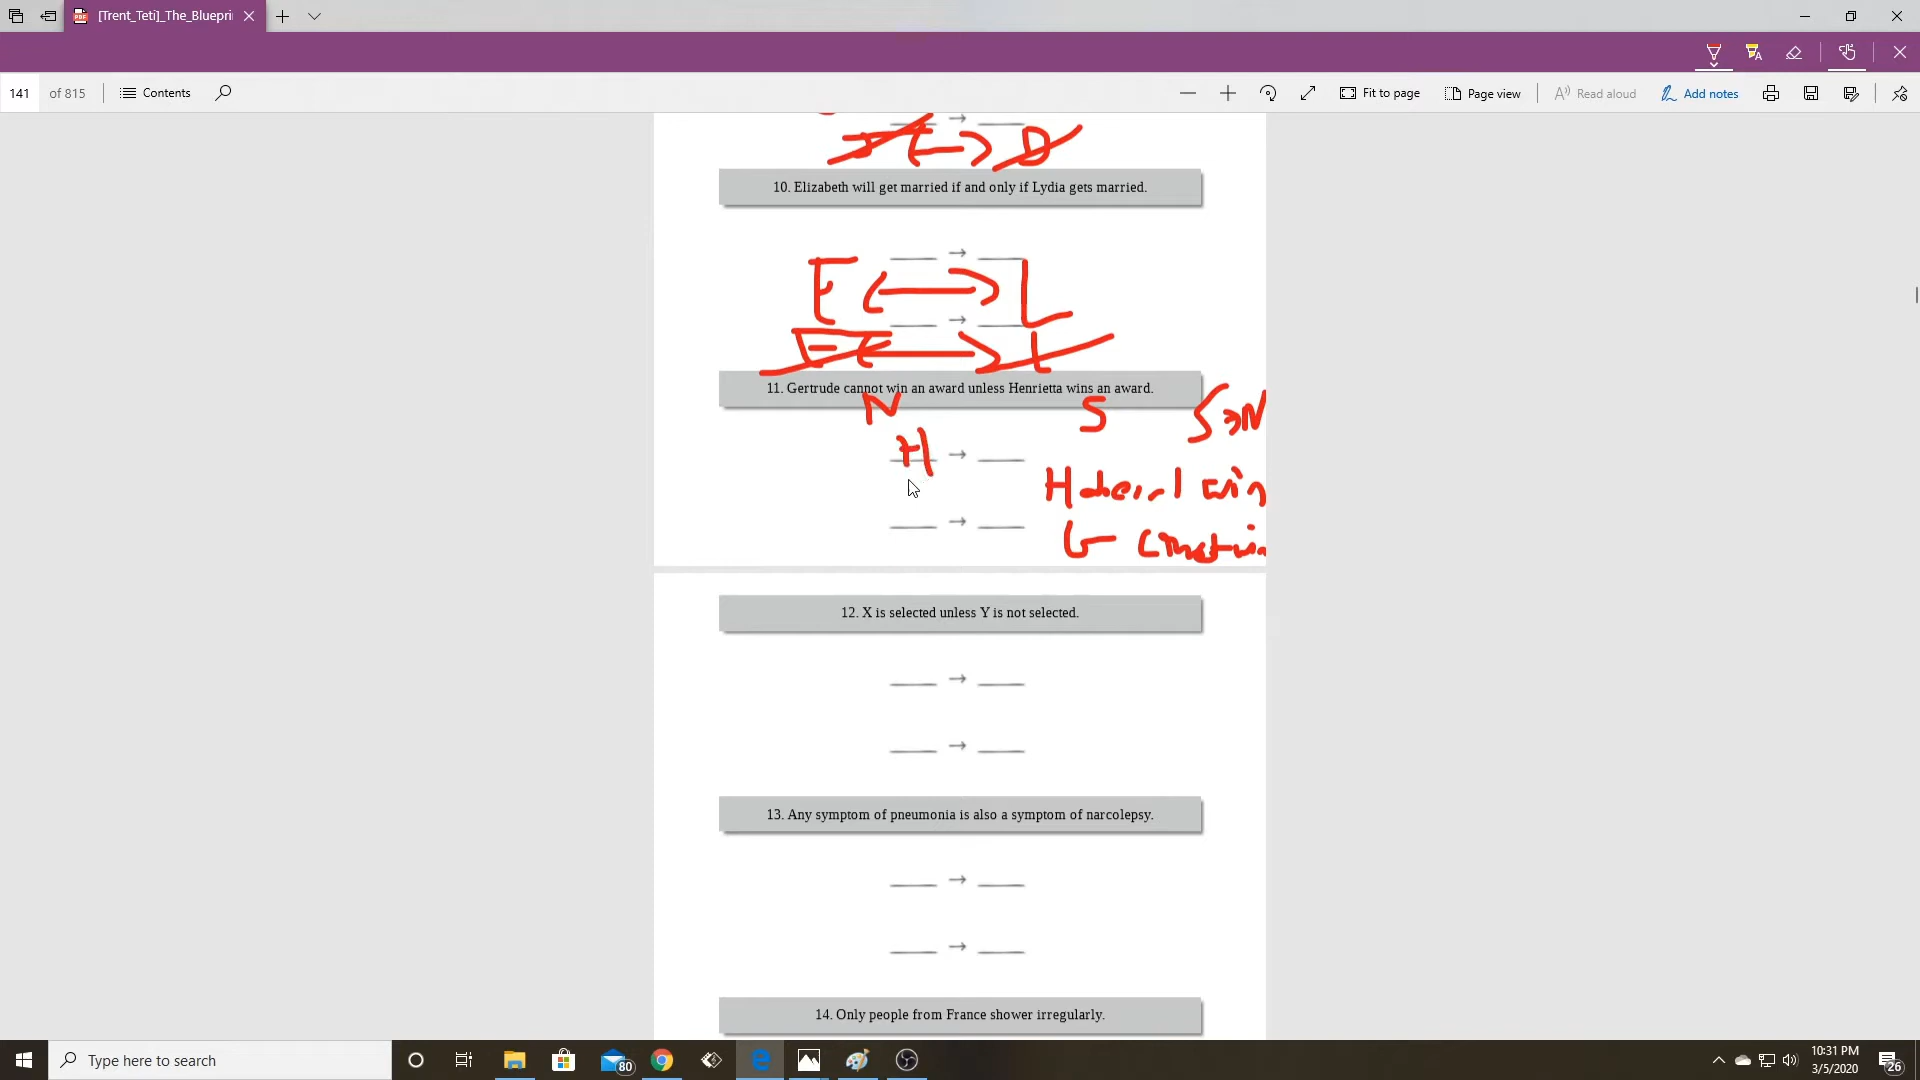 [Trent_Teti]_The_Blueprin
141 of 815 Contents Fit to page Page view Read aloud Add notes
D
10. Elizabeth will get married if and only if Lydia gets married.
E L
E L
11. Gertrude cannot win an award unless Henrietta wins an award.
N S S → N
H →
H win
G
12. X is selected unless Y is not selected.
13. Any symptom of pneumonia is also a symptom of narcolepsy.
14. Only people from France shower irregularly.
Type here to search
80
10:31 PM
3/5/2020
26